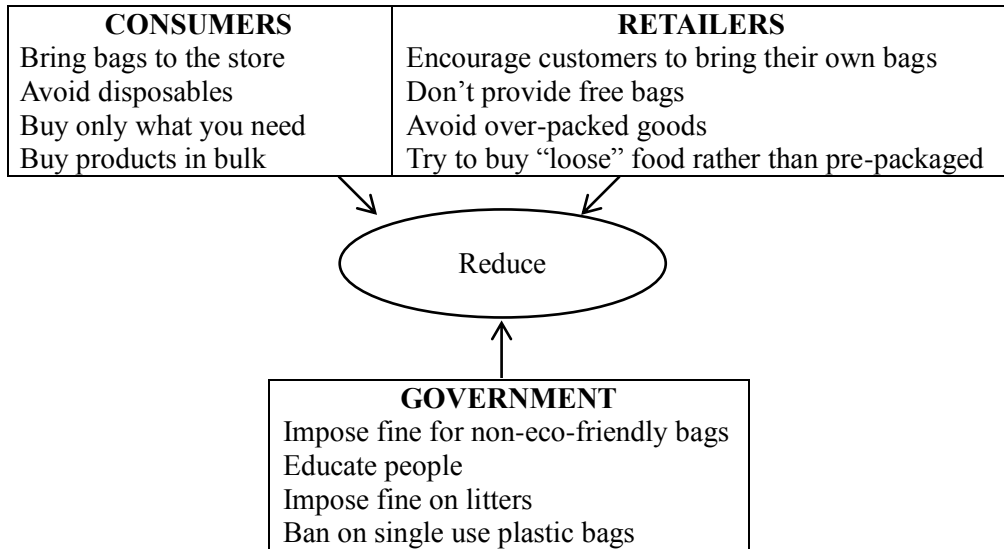 CONSUMERS
Bring bags to the store
Avoid disposables
Buy only what you need
Buy products in bulk
RETAILERS
Encourage customers to bring their own bags
Don’t provide free bags
Avoid over-packed goods
Try to buy “loose” food rather than pre-packaged
Reduce
GOVERNMENT
Impose fine for non-eco-friendly bags
Educate people
Impose fine on litters
Ban on single use plastic bags